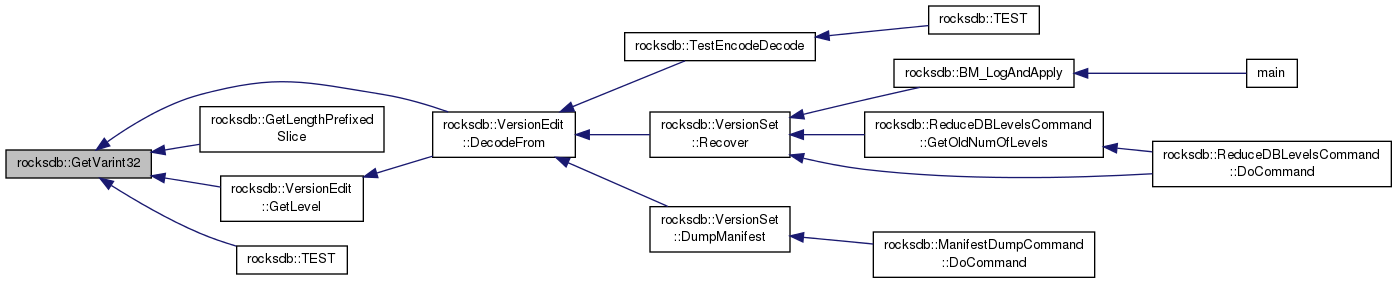 rocksdb::GetVarint32
rocksdb::GetLengthPrefixed
Slice
rocksdb::VersionEdit
::GetLevel
rocksdb::TEST
rocksdb::VersionEdit
::DecodeFrom
rocksdb::TestEncodeDecode
rocksdb::TEST
rocksdb::VersionSet
::Recover
rocksdb::BM_LogAndApply
main
rocksdb::ReduceDBLevelsCommand
::GetOldNumOfLevels
rocksdb::ReduceDBLevelsCommand
::DoCommand
rocksdb::VersionSet
::DumpManifest
rocksdb::ManifestDumpCommand
::DoCommand